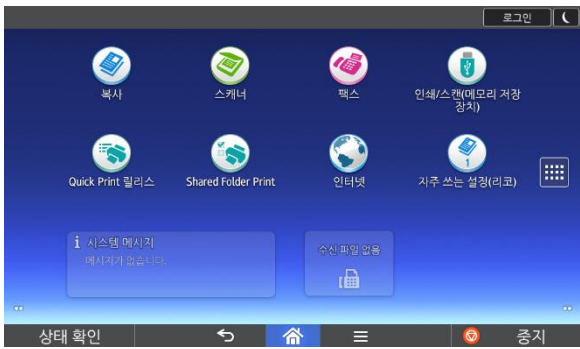 로그인
복사
스캐너
팩스
인쇄/스캔(메모리 저장
장치)
Quick Print 릴리스
Shared Folder Print
인터넷
1
자주 쓰는 설정(리코)
i 시스템 메시지
메시지가 없습니다.
수신 파일 없음
상태 확인
중지